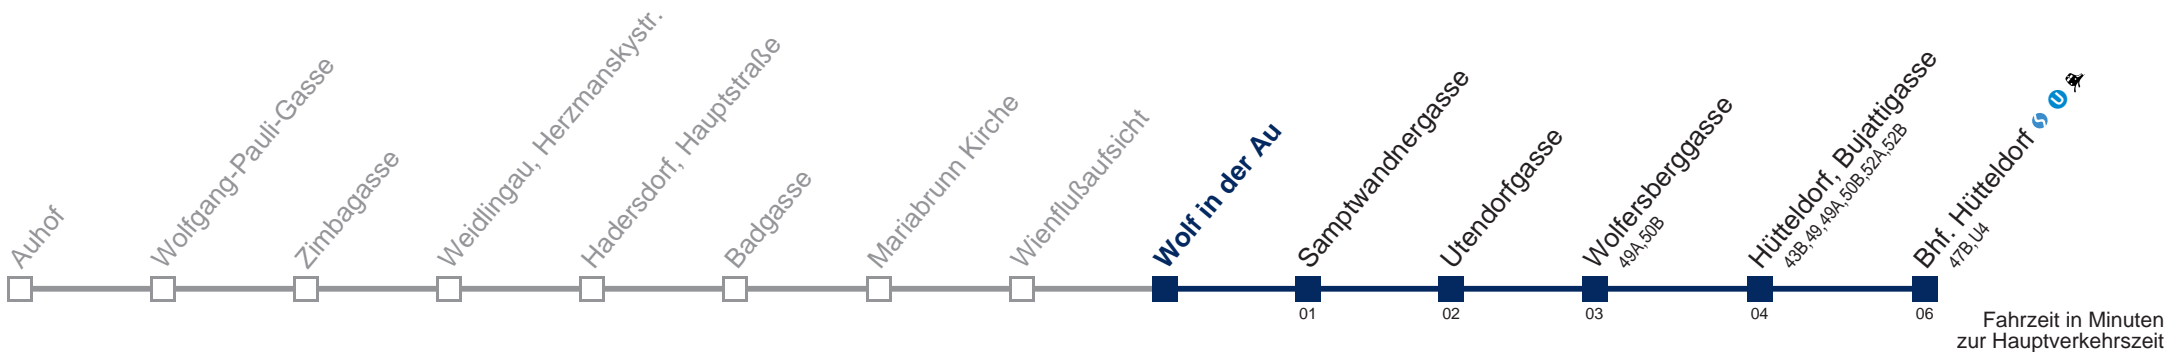 Auhof
Wolfgang-Pauli-Gasse
Zimbagasse
Weidlingau, Herzmanskystr.
Hadersdorf, Hauptstraße
Badgasse
Mariabrunn Kirche
Wienflußaufsicht
Wolf in der Au
Samptwandnergasse
01
Utendorfgasse
02
Wolfersberggasse
49A,50B
03
Hütteldorf, Bujattigasse
43B,49,49A,50B,52A,52B
04
Bhf. Hütteldorf S U
47B,U4
06
Fahrzeit in Minuten
zur Hauptverkehrszeit